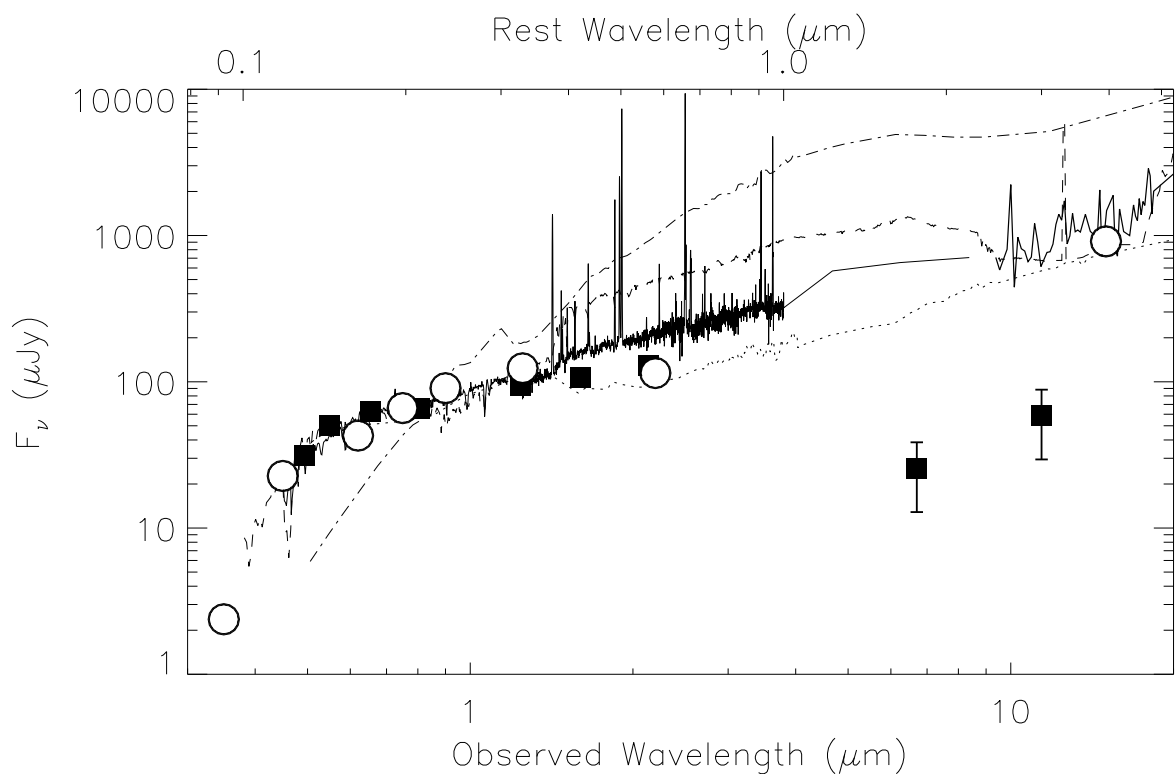 Rest Wavelength (μm)
0.1 1.0
10000
1000
100
10
1
F_ν (μJy)
1 10
Observed Wavelength (μm)